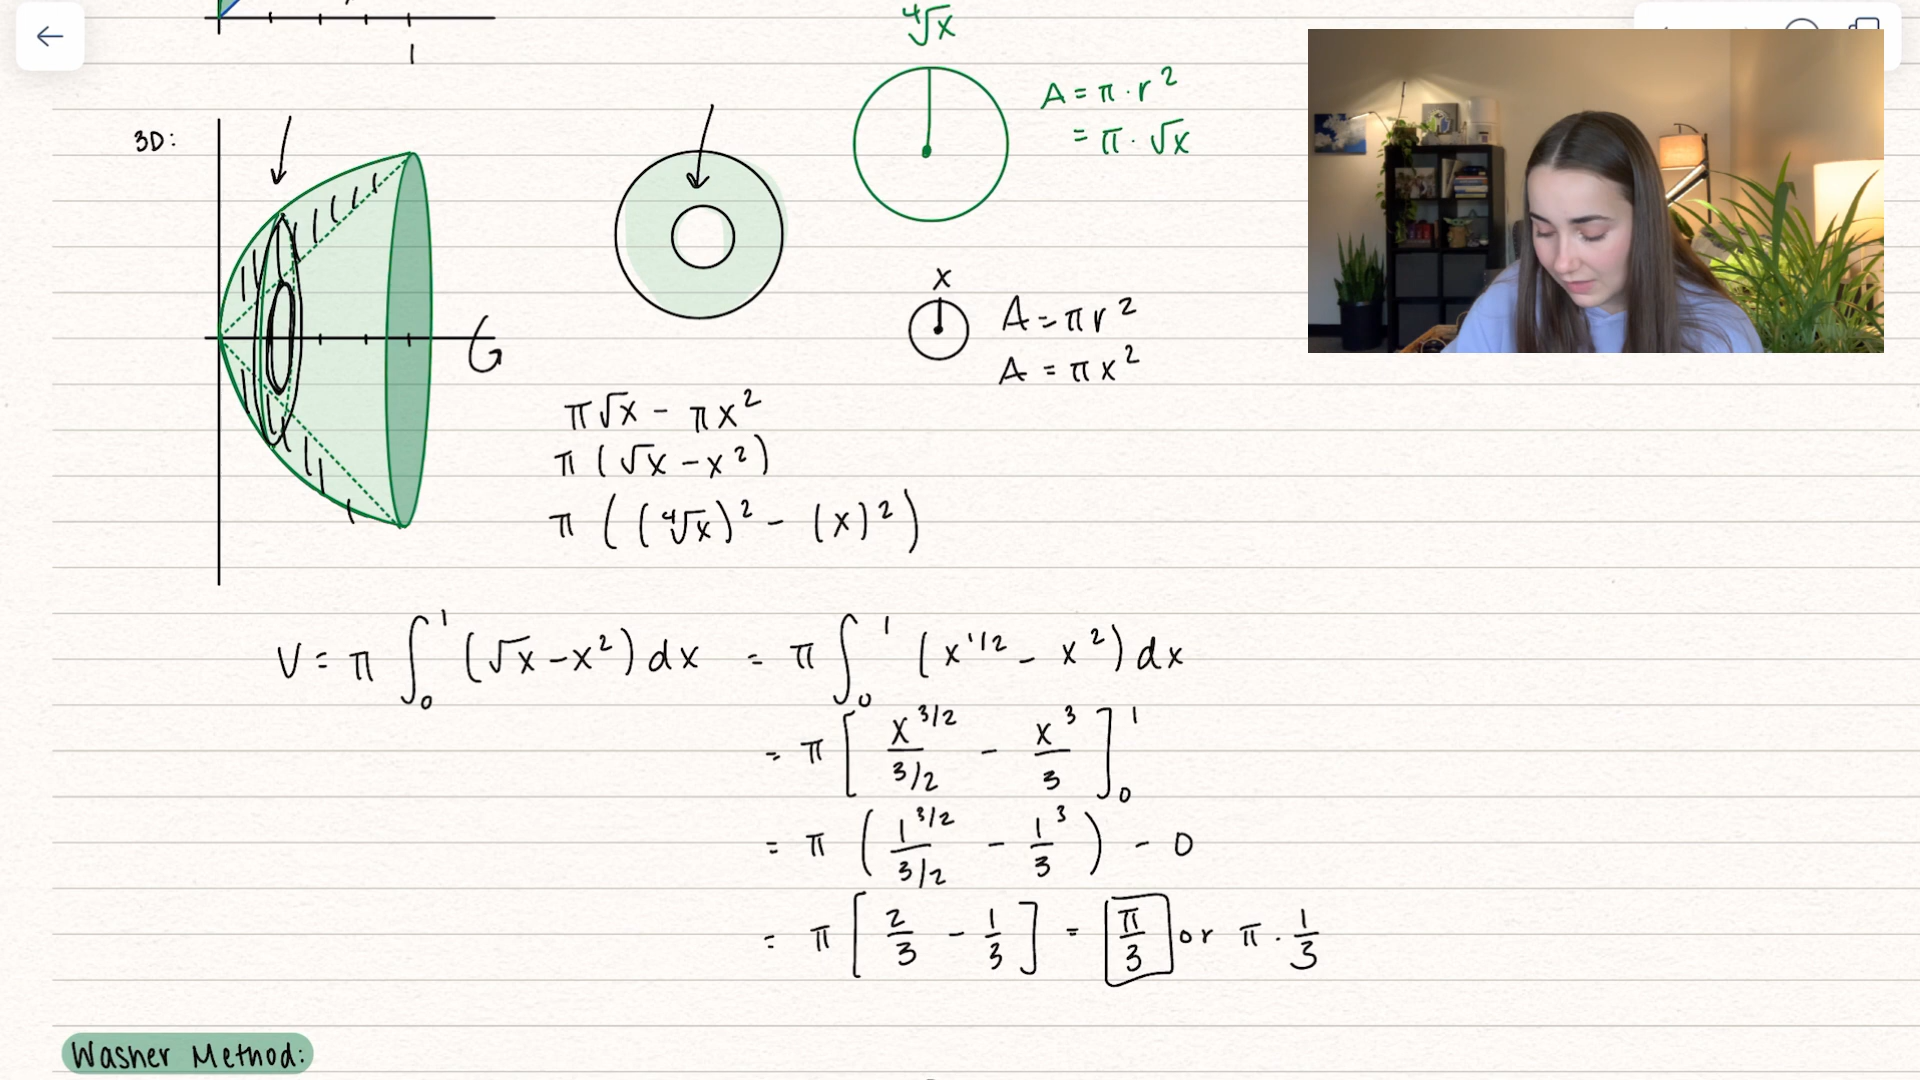 1
⁴√x
A = π · r²
= π · √x
3D:
x
A = πr²
A = πx²
π√x - πx²
π(√x - x²)
π((⁴√x)² - (x)²)
V = π ∫₀¹ (√x - x²) dx = π ∫₀¹ (x^1/2 - x²) dx
= π [x^3/2 / 3/2 - x³/3]₀¹
= π (1^3/2 / 3/2 - 1³/3) - 0
= π [2/3 - 1/3] = π/3 or π · 1/3
Washer Method: